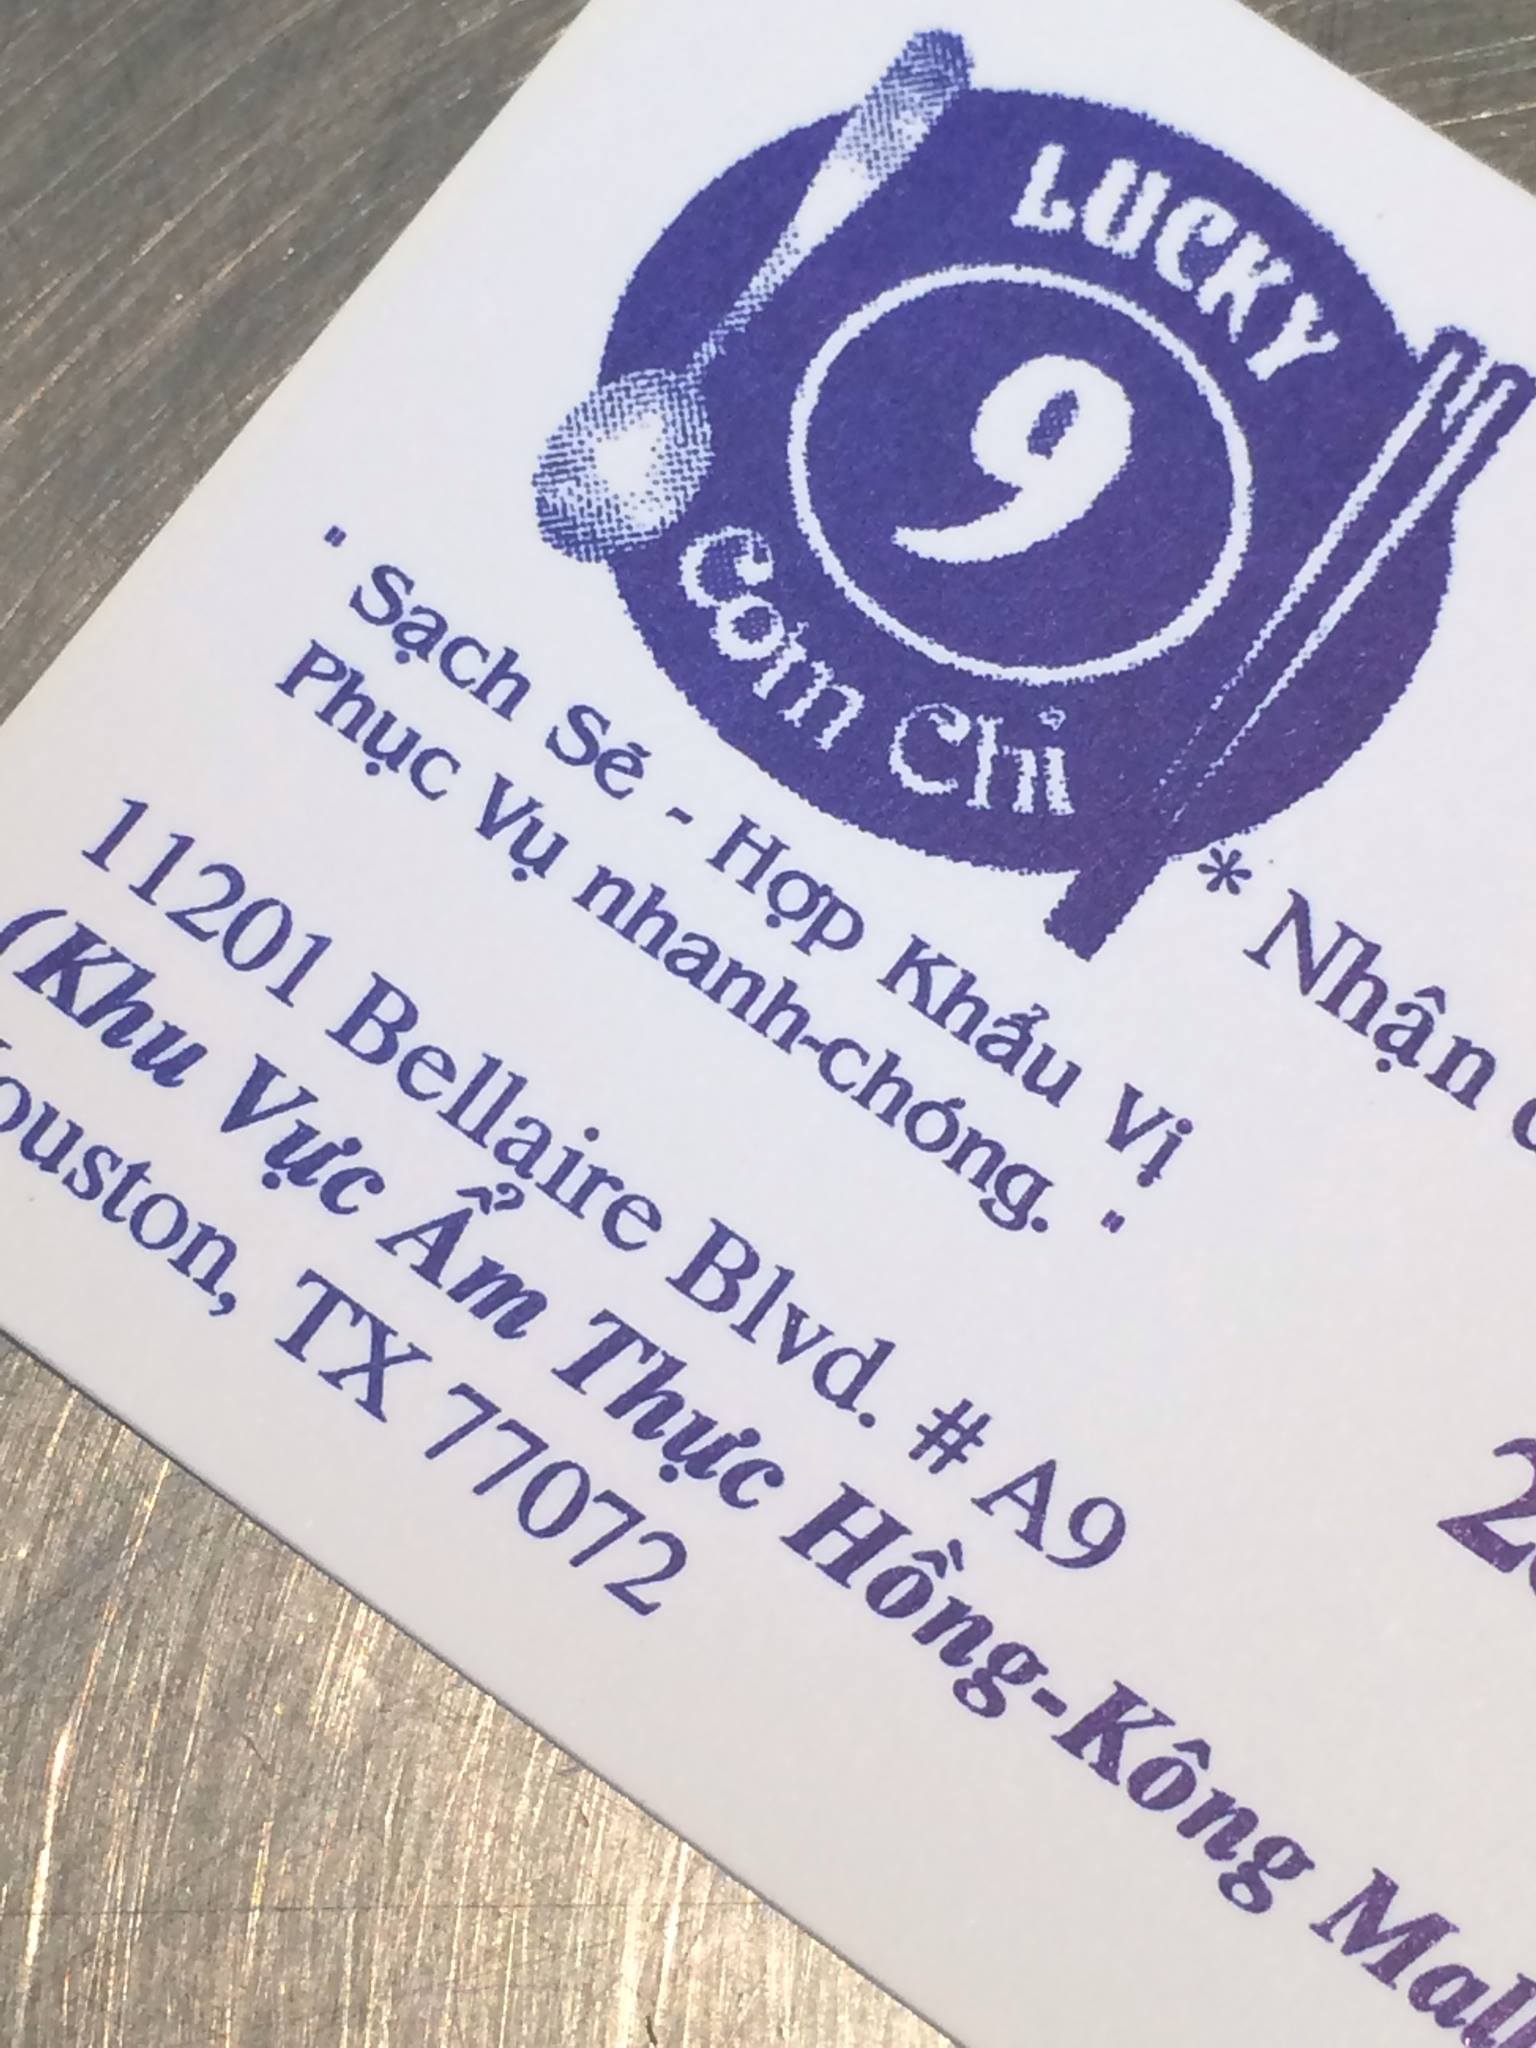 LUCKY
9
Cơm Chỉ
" Sạch Sẽ - Hợp Khẩu Vị
Phục Vụ nhanh-chóng. "
* Nhận
11201 Bellaire Blvd. # A9
(Khu Vực Ẩm Thực Hồng-Kông Mall
Houston, TX 77072